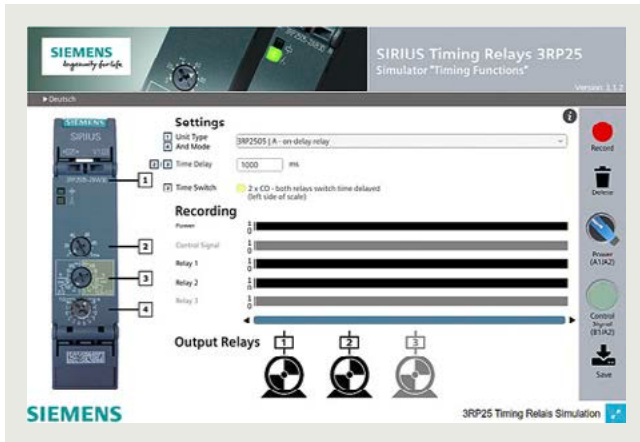 SIEMENS
Ingenuity for life
SIRIUS Timing Relays 3RP25
Simulator "Timing Functions"
Version: 1.1.2
▸Deutsch
SIEMENS
SIRIUS
Settings
1 Unit Type
4 And Mode
3RP2505 | A - on-delay relay
2 - 3 Time Delay
1000 ms
3 Time Switch
2 x CO - both relays switch time delayed
(left side of scale)
Recording
Power
1
0
Control Signal
1
0
Relay 1
1
0
Relay 2
1
0
Relay 3
1
0
Output Relays
1
2
3
1
2
3
4
Record
Delete
Power
(A1/A2)
Control
Signal
(B1/A2)
Save
SIEMENS
3RP25 Timing Relais Simulation